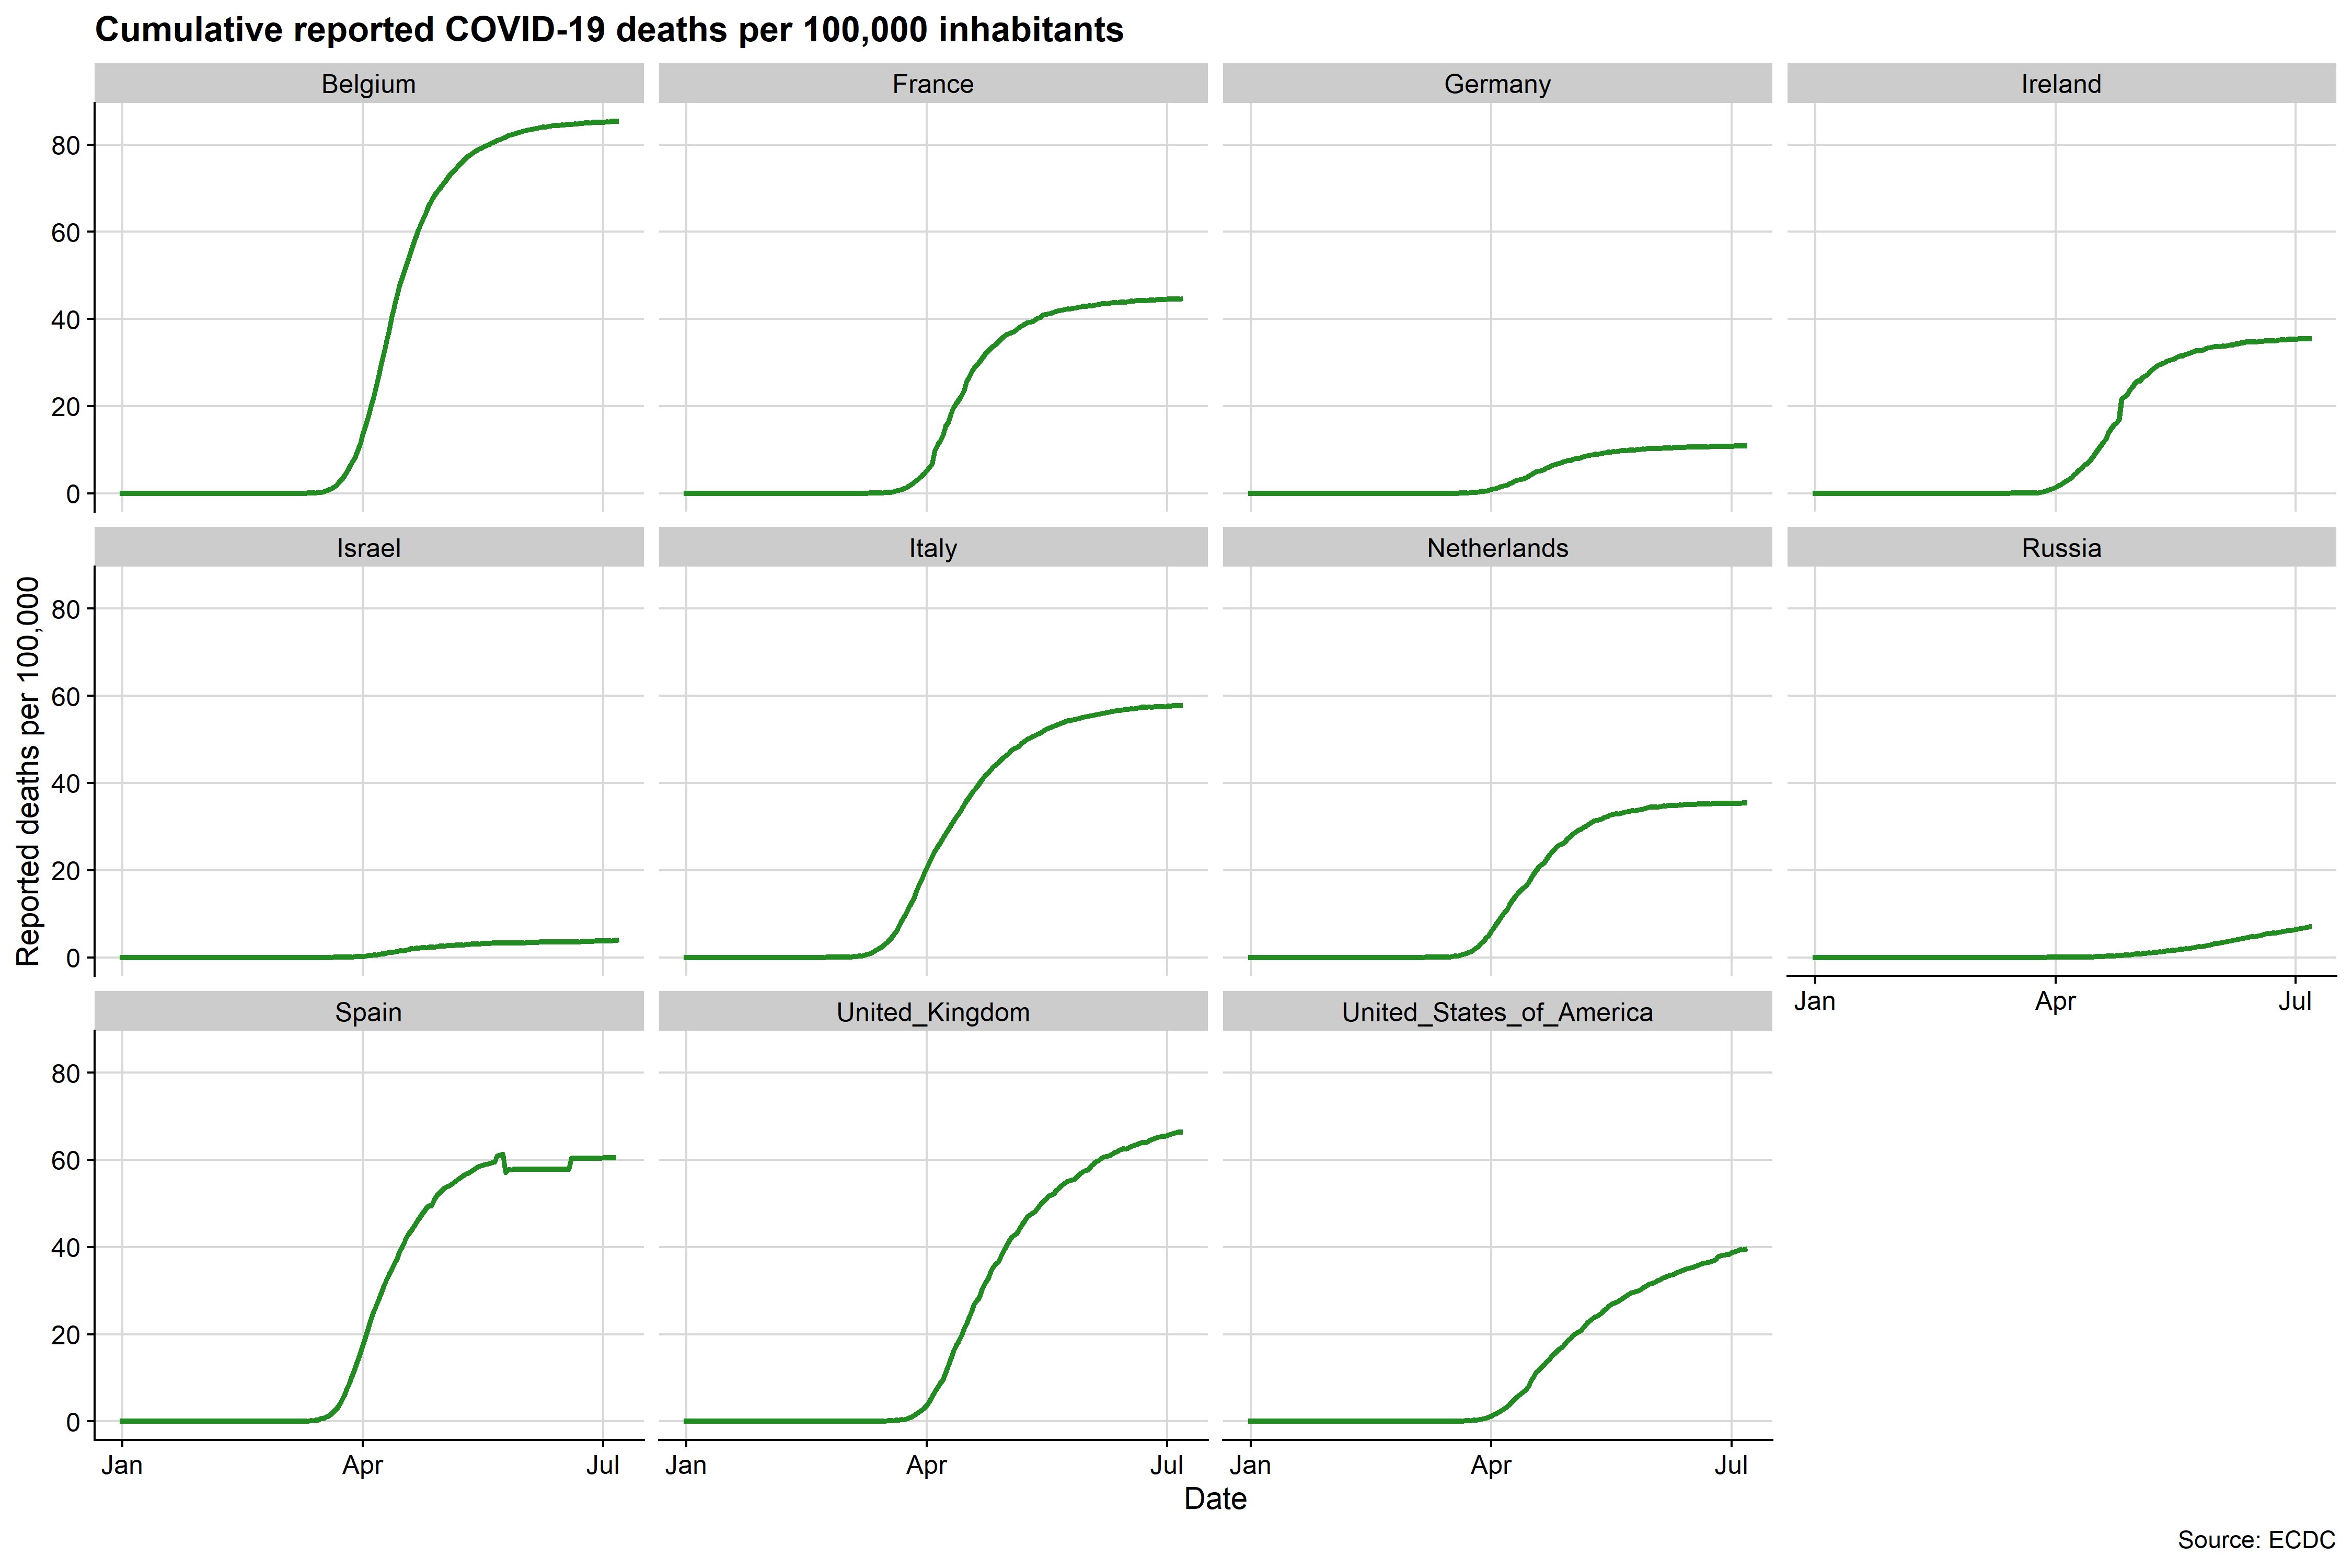 Cumulative reported COVID-19 deaths per 100,000 inhabitants
Belgium
France
Germany
Ireland
80
60
40
20
0
Israel
Italy
Netherlands
Russia
80
60
40
20
0
Jan
Apr
Jul
Spain
United_Kingdom
United_States_of_America
80
60
40
20
0
Jan
Apr
Jul
Jan
Apr
Jul
Jan
Apr
Jul
Reported deaths per 100,000
Date
Source: ECDC